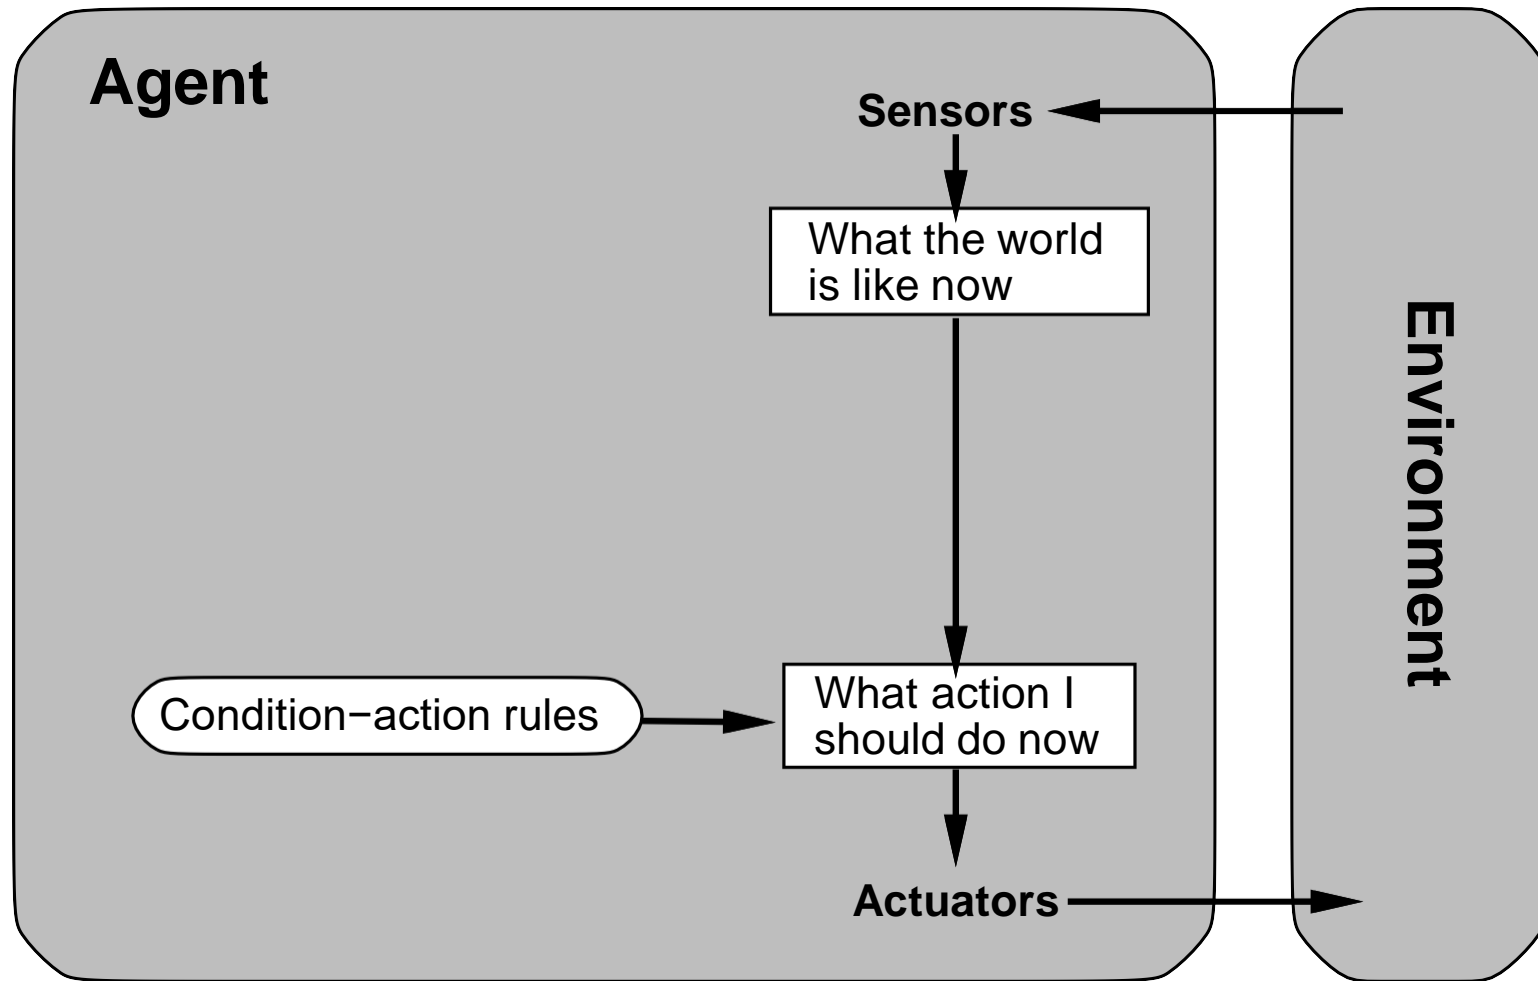 Agent
Sensors
What the world
is like now
Environment
Condition−action rules
What action I
should do now
Actuators